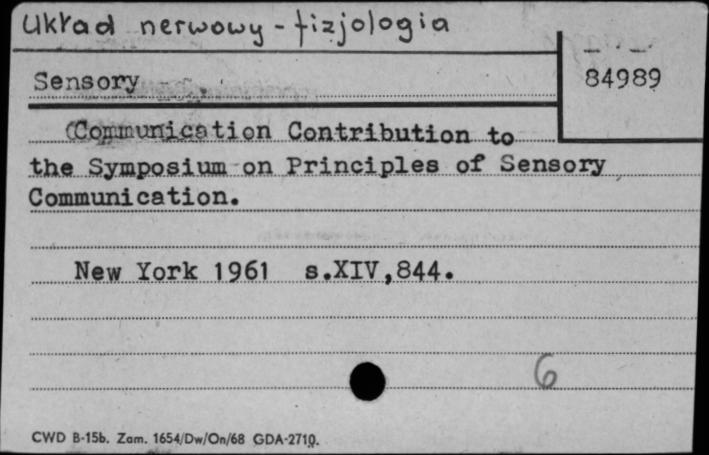 Układ nerwowy - fizjologia
84989
Sensory
Communication Contribution to
the Symposium on Principles of Sensory
Communication.
New York 1961 s.XIV,844.
6
CWD B-15b. Zam. 1654/Dw/On/68 GDA-2710.